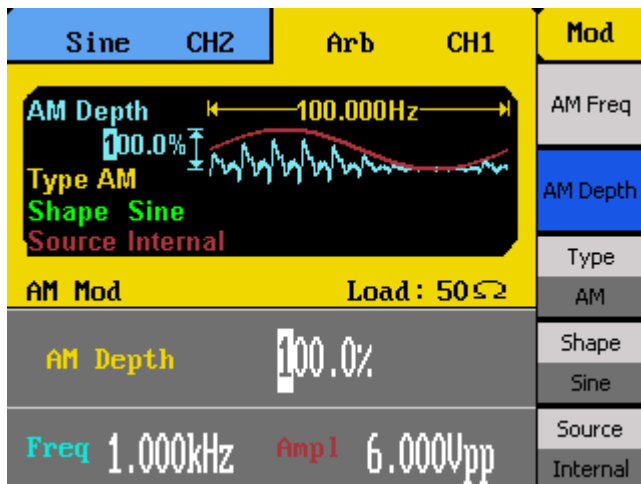 Sine CH2
Arb CH1
Mod
AM Depth
100.000Hz
100.0%
Type AM
Shape Sine
Source Internal
AM Mod
Load: 50Ω
AM Depth
100.0%
Freq 1.000kHz
Ampl 6.000Vpp
AM Freq
AM Depth
Type
AM
Shape
Sine
Source
Internal